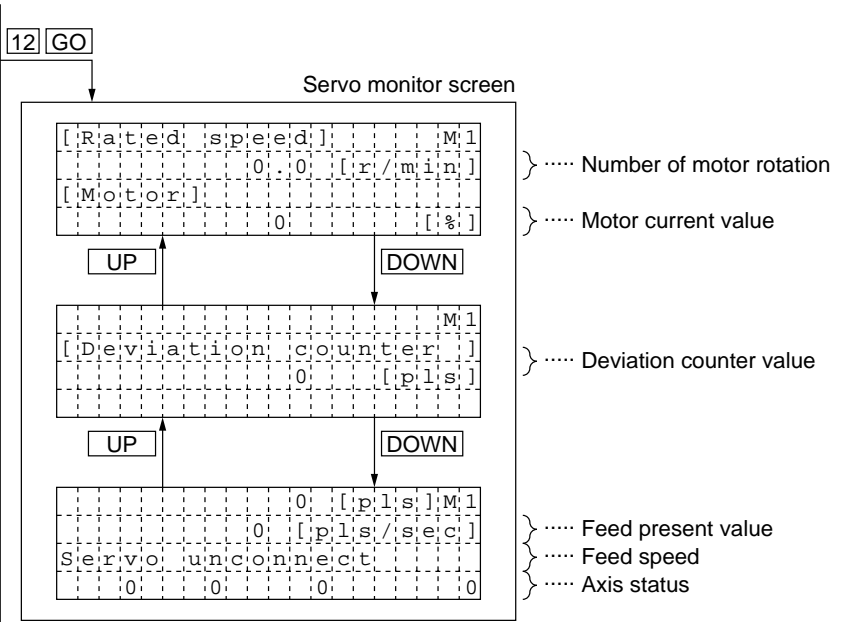 12 GO
Servo monitor screen
[Rated speed] M1
0.0 [r/min] ····· Number of motor rotation
[Motor]
0 [%] ····· Motor current value
UP DOWN
M1
[Deviation counter ]
0 [pls] ····· Deviation counter value
UP DOWN
0 [pls]M1
0 [pls/sec] ····· Feed present value
Servo unconnect ····· Feed speed
0 0 0 0 ····· Axis status